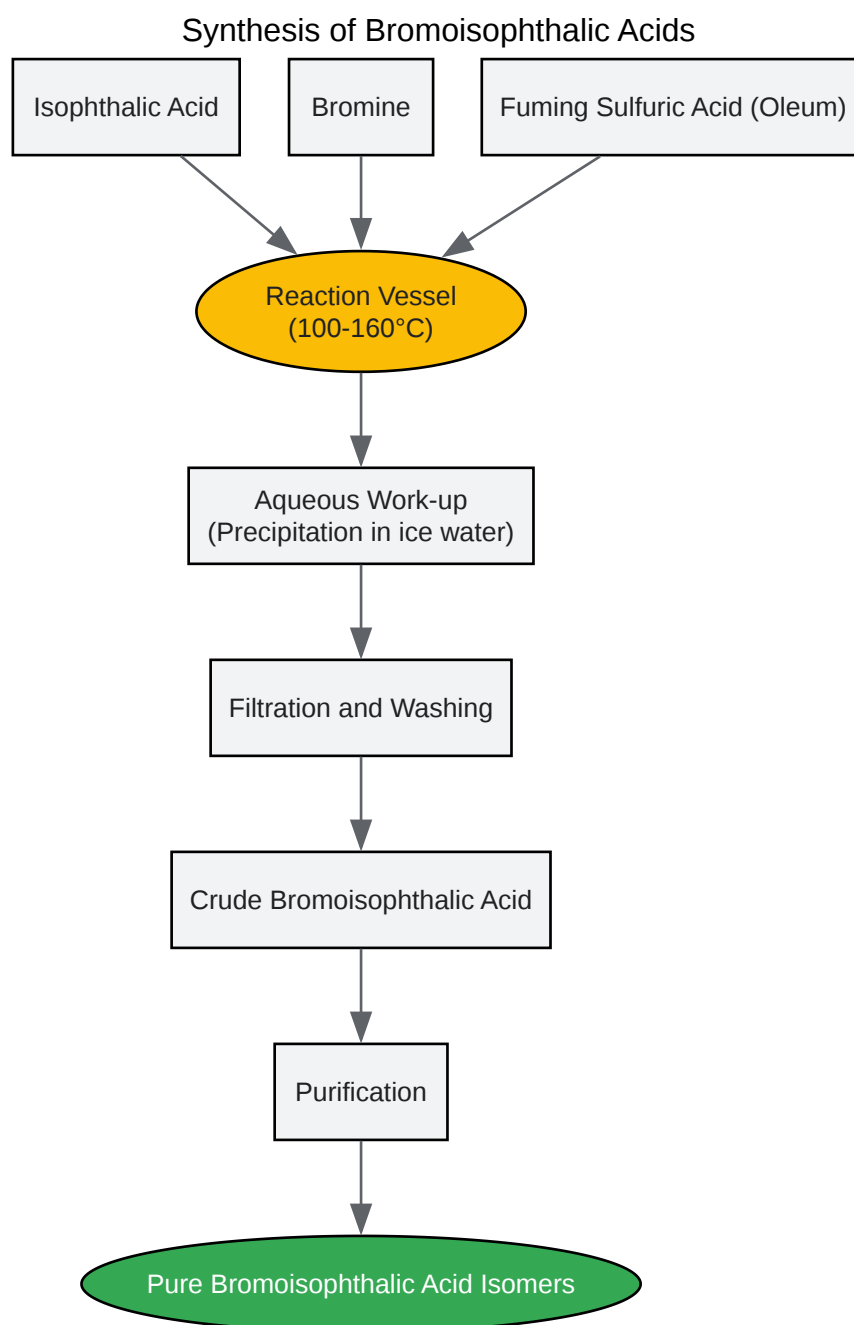 Synthesis of Bromoisophthalic Acids
Isophthalic Acid
Bromine
Fuming Sulfuric Acid (Oleum)
Reaction Vessel
(100-160°C)
Aqueous Work-up
(Precipitation in ice water)
Filtration and Washing
Crude Bromoisophthalic Acid
Purification
Pure Bromoisophthalic Acid Isomers